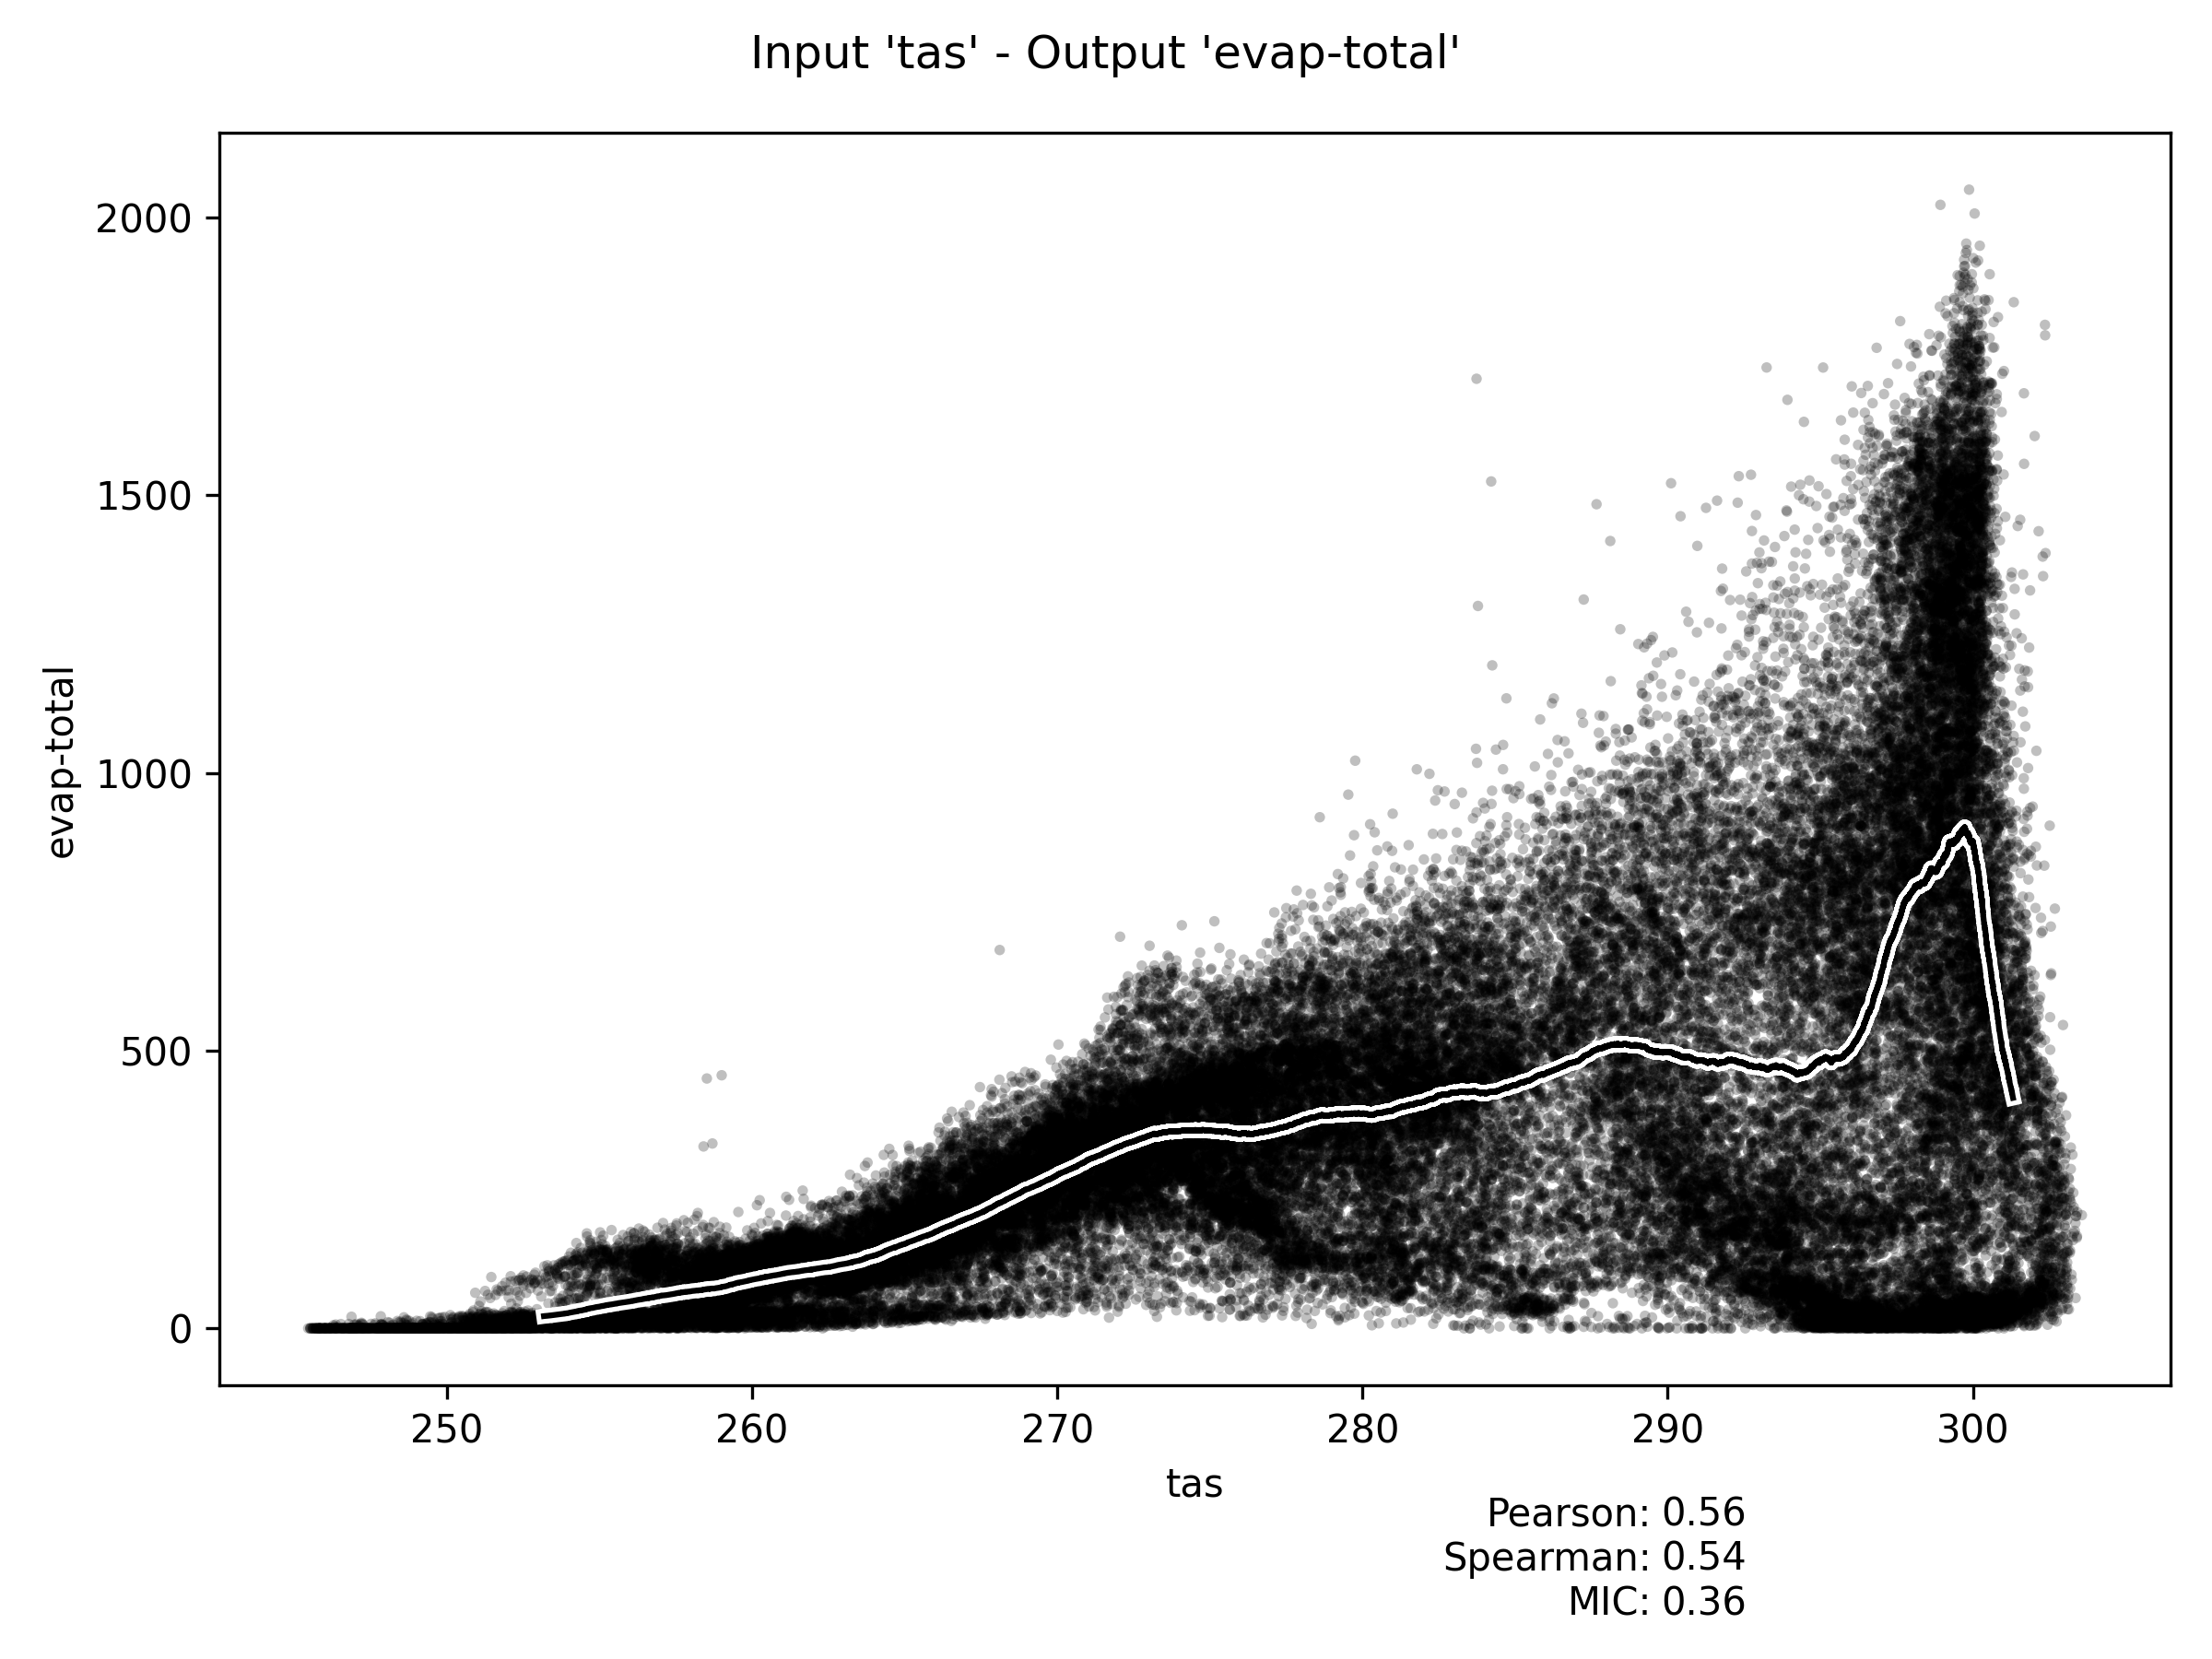 Input 'tas' - Output 'evap-total'
2000
1500
1000
500
0
evap-total
250 260 270 280 290 300
tas
Pearson: 0.56
Spearman: 0.54
MIC: 0.36